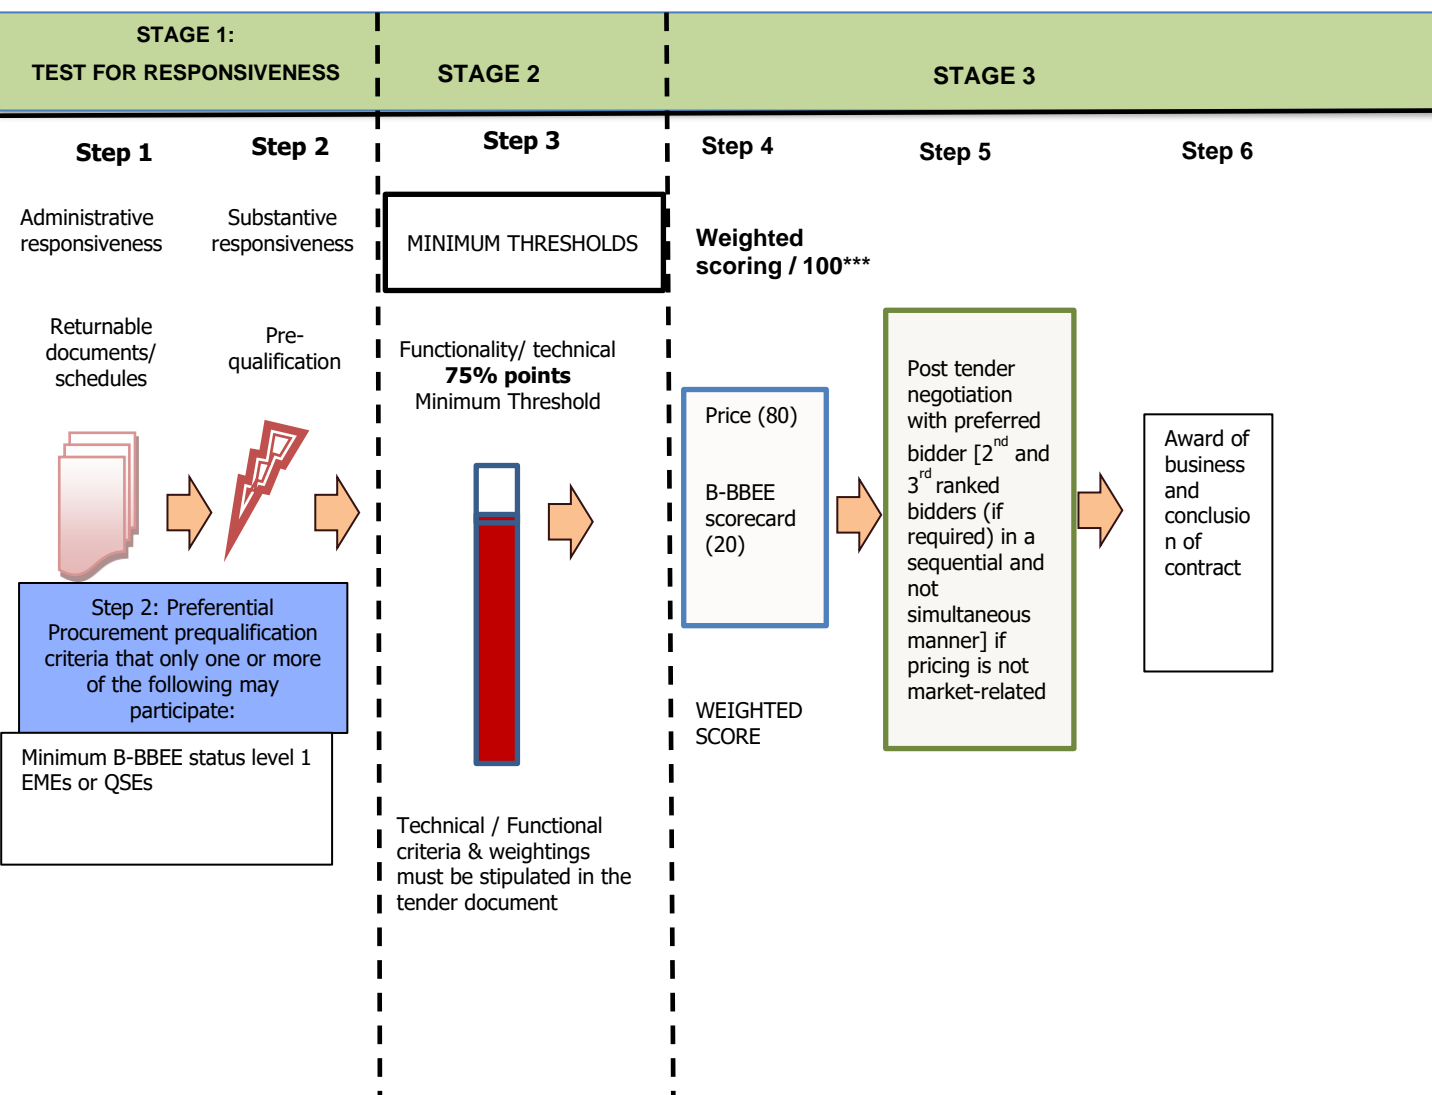 STAGE 1:
TEST FOR RESPONSIVENESS
STAGE 2
STAGE 3
Step 1
Step 2
Step 3
Step 4
Step 5
Step 6
Administrative
responsiveness
Substantive
responsiveness
MINIMUM THRESHOLDS
Weighted
scoring / 100***
Returnable
documents/
schedules
Pre-
qualification
Functionality/ technical
75% points
Minimum Threshold
Price (80)
B-BBEE
scorecard
(20)
Post tender
negotiation
with preferred
bidder [2nd and
3rd ranked
bidders (if
required) in a
sequential and
not
simultaneous
manner] if
pricing is not
market-related
Award of
business
and
conclusio
n of
contract
Step 2: Preferential
Procurement prequalification
criteria that only one or more
of the following may
participate:
Minimum B-BBEE status level 1
EMEs or QSEs
WEIGHTED
SCORE
Technical / Functional
criteria & weightings
must be stipulated in the
tender document